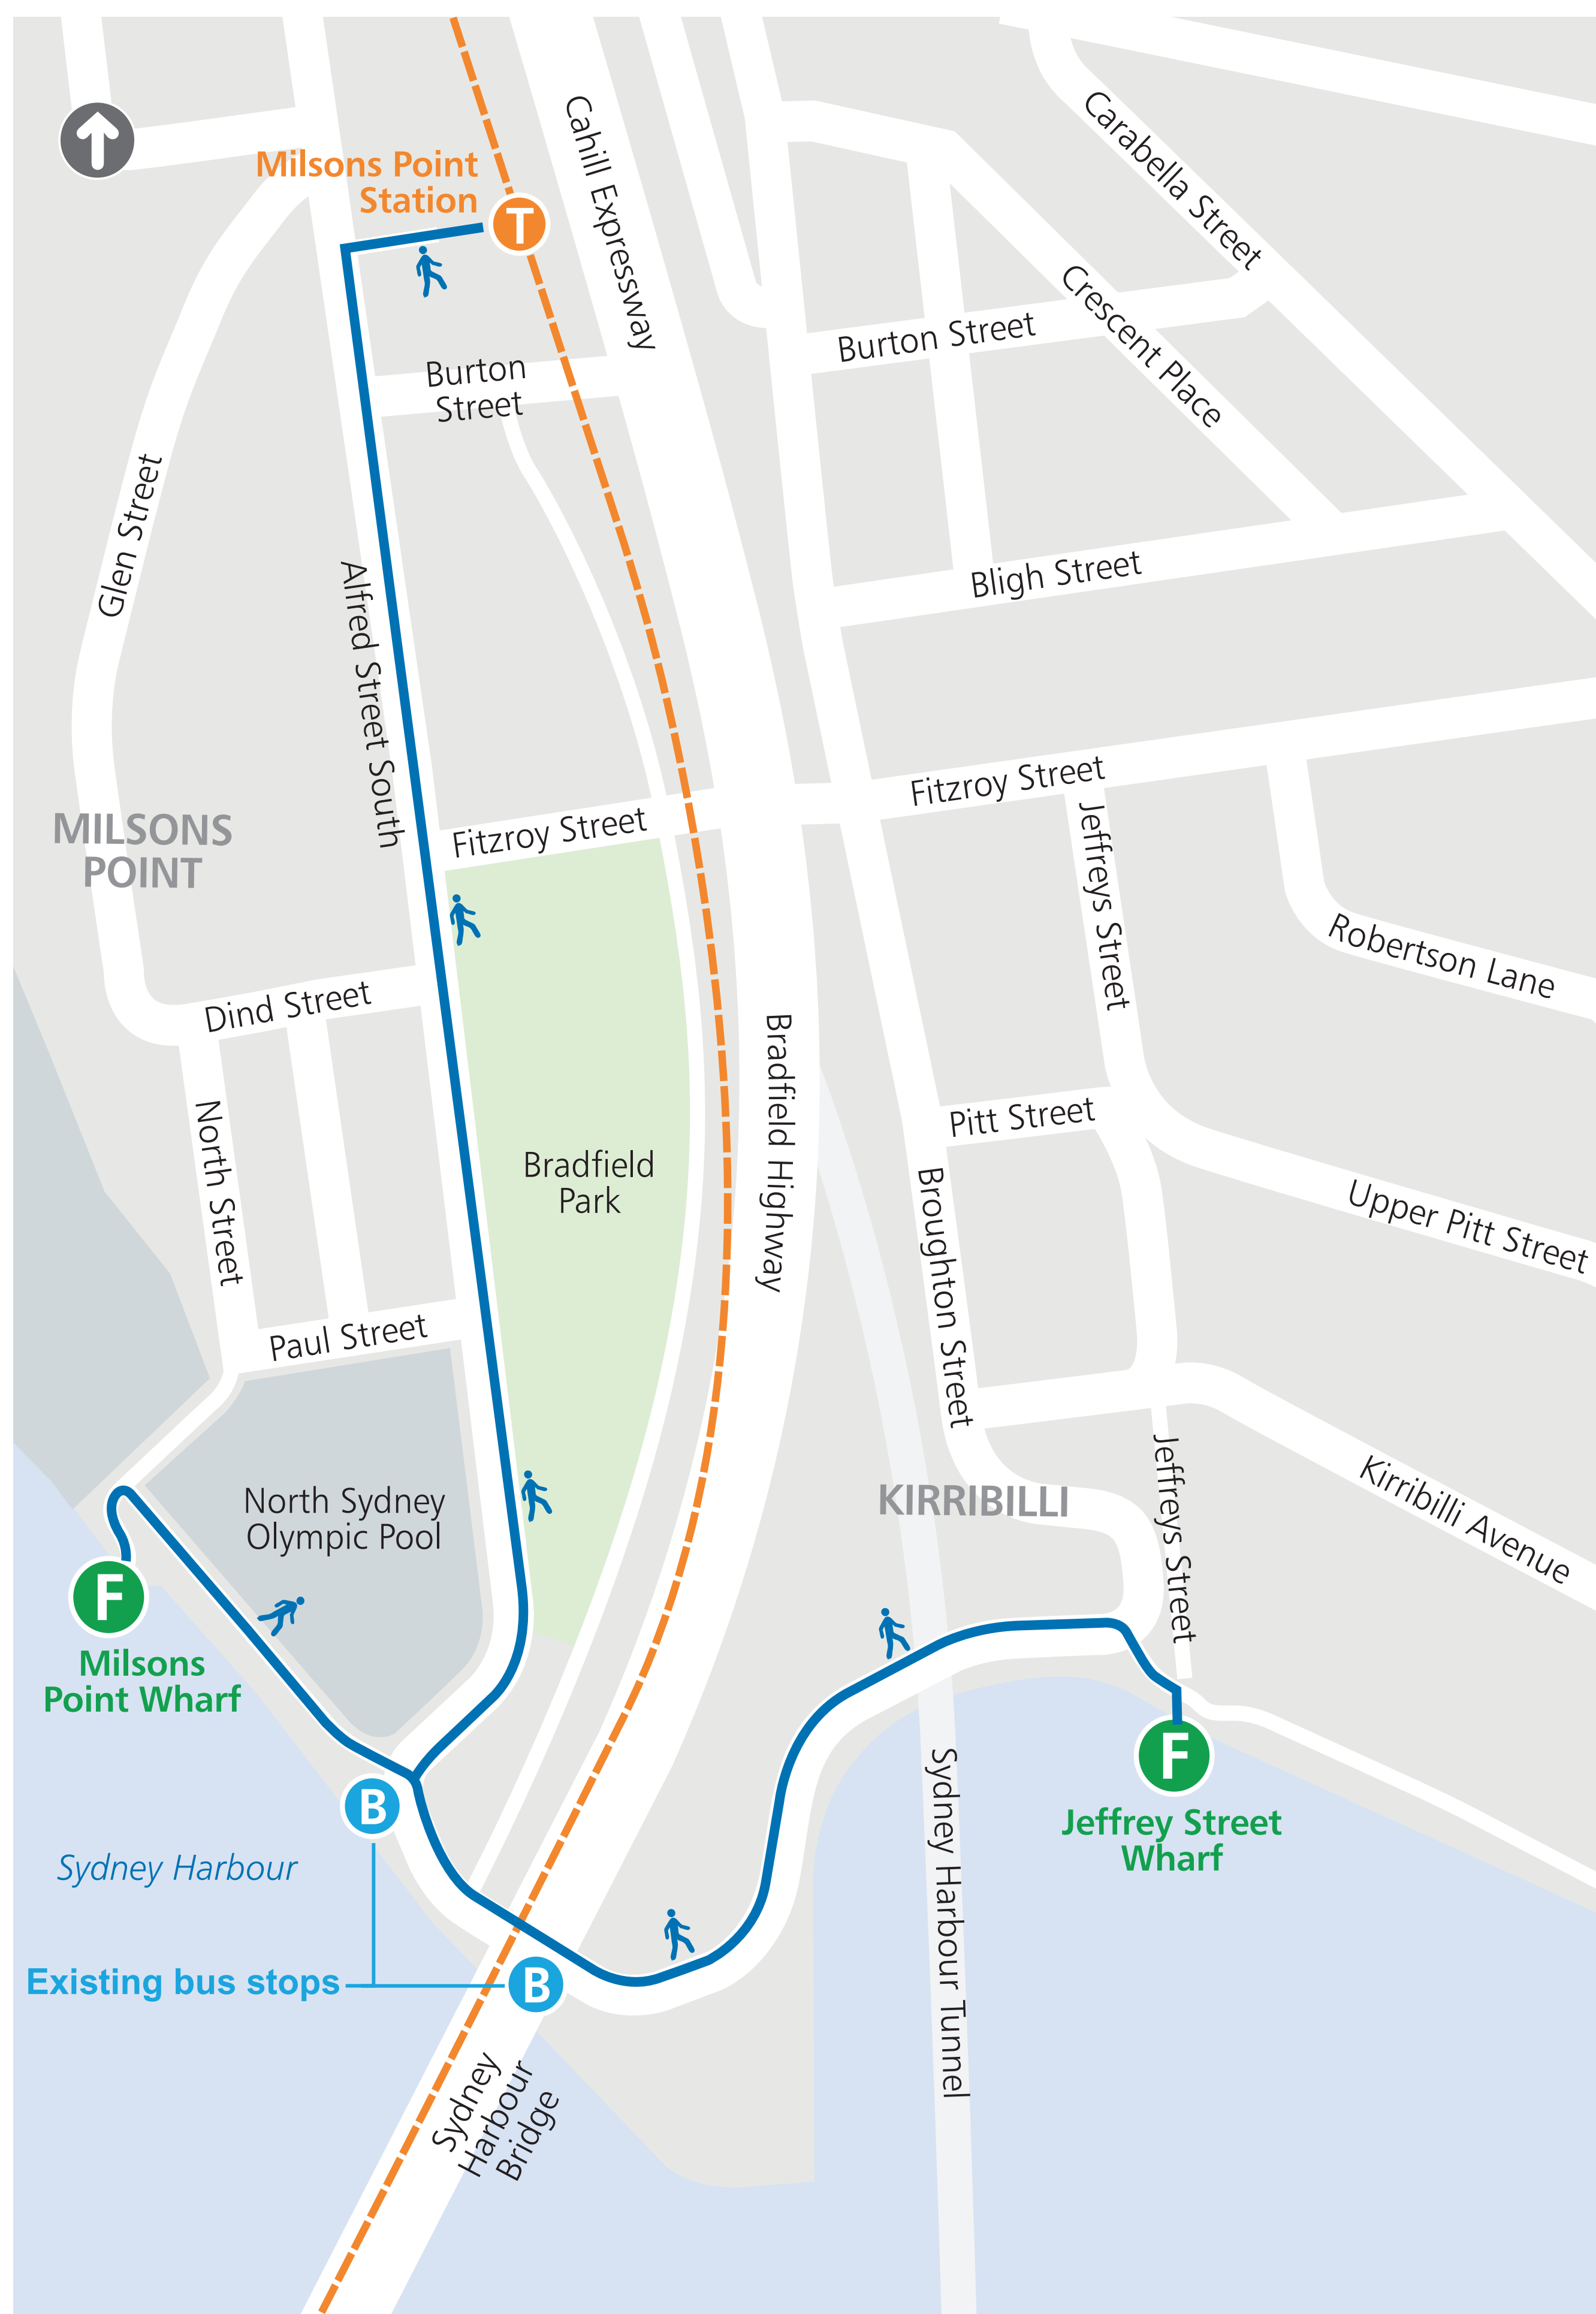 Cahill Expressway
Carabella Street
Milsons Point
Station
T
Crescent Place
Burton Street
Burton
Street
Glen Street
Bligh Street
Alfred Street South
Fitzroy Street
Fitzroy Street
Jeffreys Street
MILSONS
POINT
Robertson Lane
Dind Street
Bradfield Highway
North Street
Pitt Street
Bradfield
Park
Broughton Street
Upper Pitt Street
Paul Street
Jeffreys Street
Kirribilli Avenue
North Sydney
Olympic Pool
KIRRIBILLI
F
Milsons
Point Wharf
F
Jeffrey Street
Wharf
B
Sydney Harbour
Sydney Harbour Tunnel
Existing bus stops
B
Sydney
Harbour
Bridge